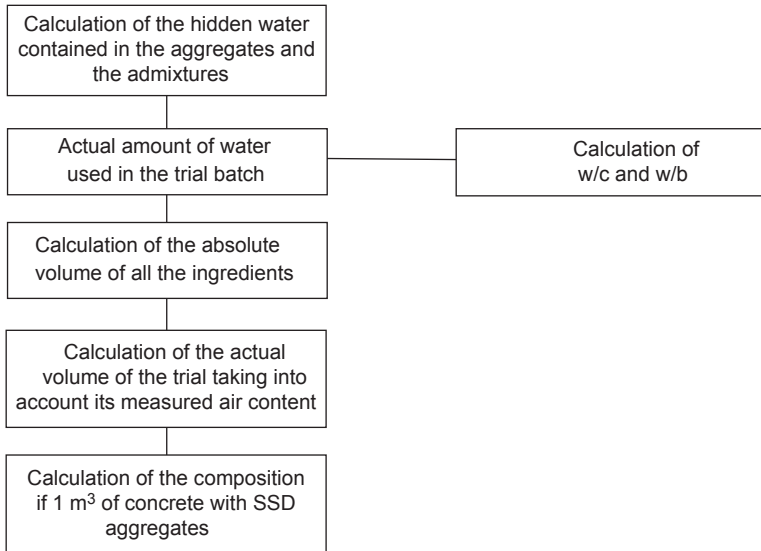 Calculation of the hidden water
contained in the aggregates and
the admixtures
Actual amount of water
used in the trial batch
Calculation of
w/c and w/b
Calculation of the absolute
volume of all the ingredients
Calculation of the actual
volume of the trial taking into
account its measured air content
Calculation of the composition
if 1 m³ of concrete with SSD
aggregates